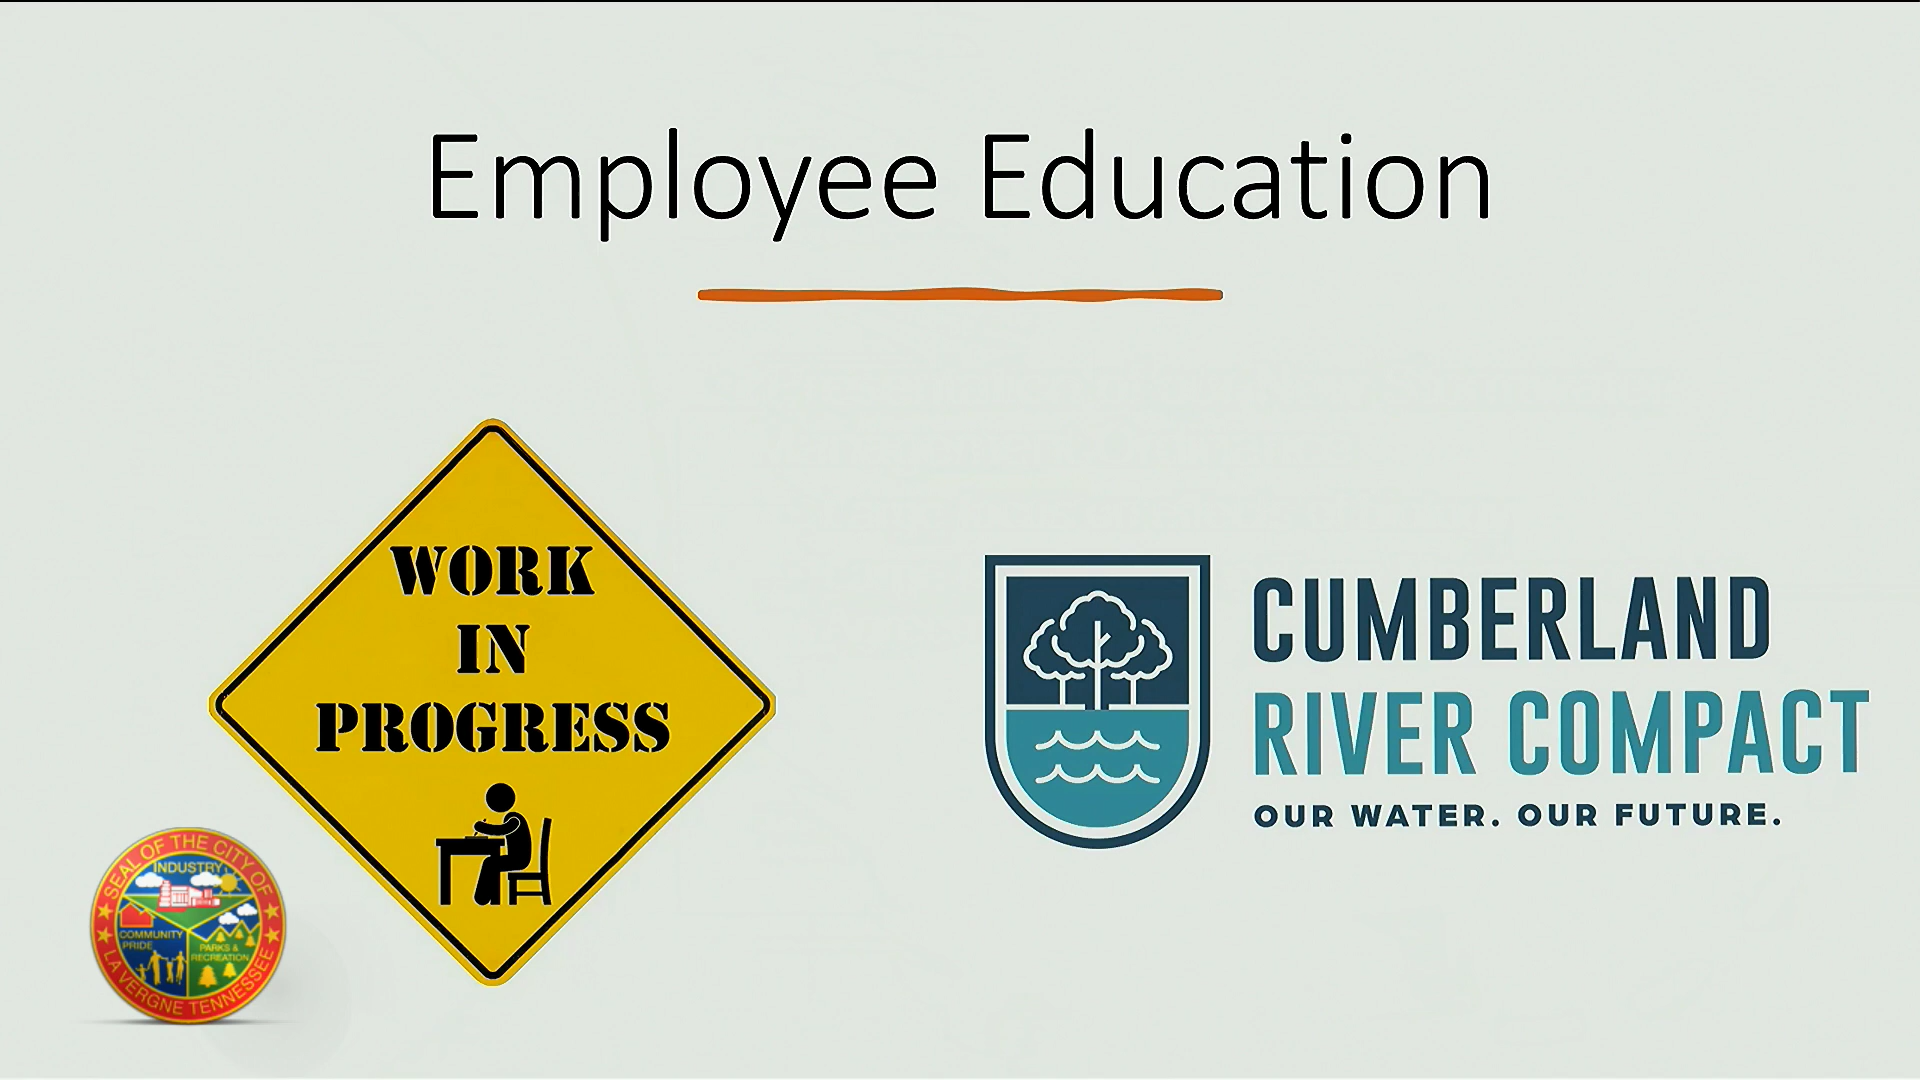 Employee Education
WORK
IN
PROGRESS
CUMBERLAND
RIVER COMPACT
OUR WATER. OUR FUTURE.
SEAL OF THE CITY OF
LA VERGNE TENNESSEE
INDUSTRY
COMMUNITY
PRIDE
PARKS &
RECREATION